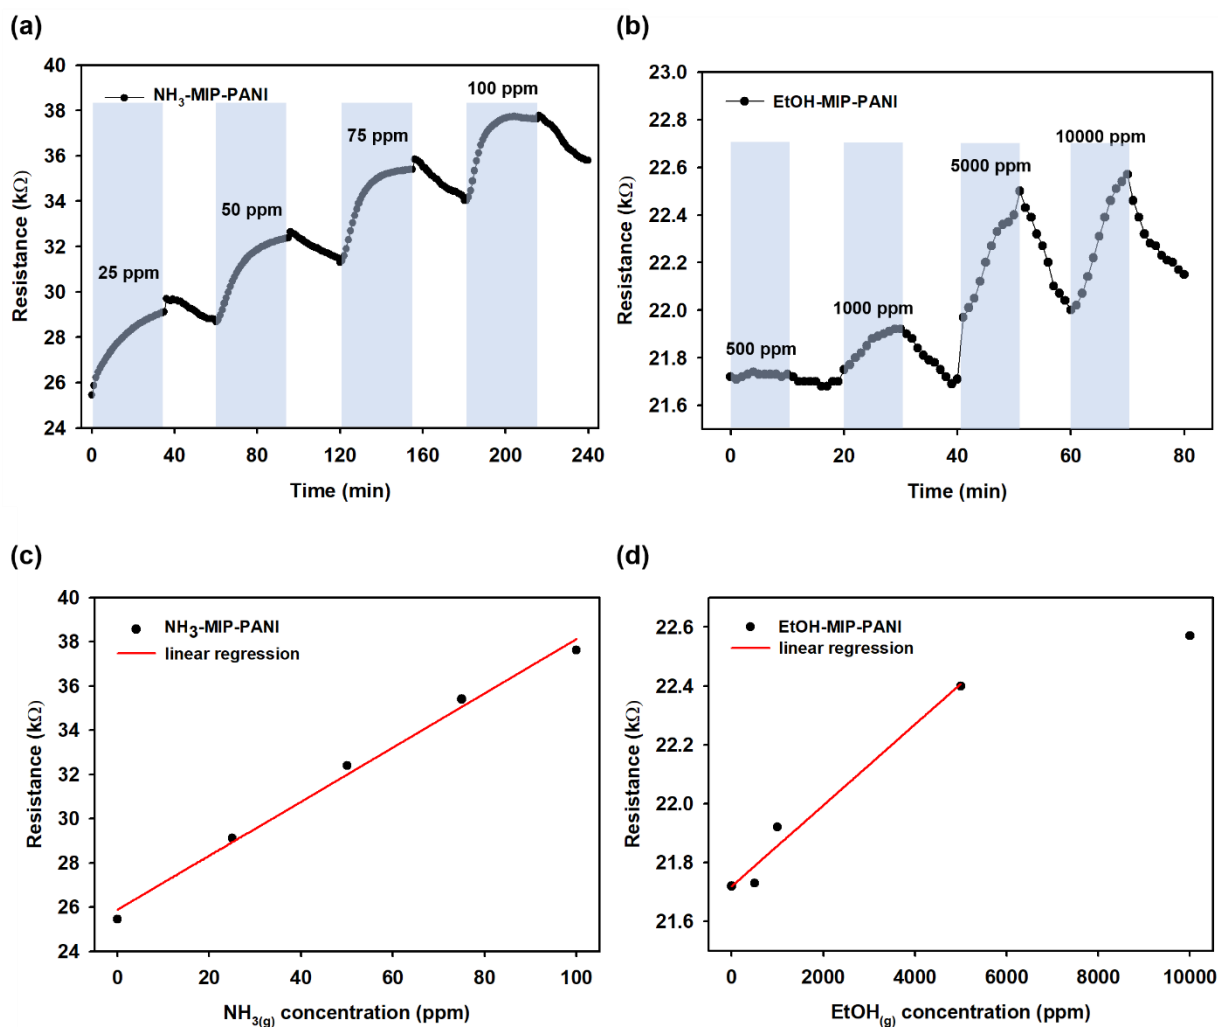 (a)
40
38
36
34
32
30
28
26
24
Resistance (kΩ)
NH3-MIP-PANI
25 ppm
50 ppm
75 ppm
100 ppm
0
40
80
120
160
200
240
Time (min)
(b)
23.0
22.8
22.6
22.4
22.2
22.0
21.8
21.6
Resistance (kΩ)
EtOH-MIP-PANI
500 ppm
1000 ppm
5000 ppm
10000 ppm
0
20
40
60
80
Time (min)
(c)
40
38
36
34
32
29
28
26
24
Resistance (kΩ)
NH3-MIP-PANI
linear regression
0
20
40
60
80
100
NH3(g) concentration (ppm)
(d)
22.6
22.4
22.2
22.0
21.8
21.6
Resistance (kΩ)
EtOH-MIP-PANI
linear regression
0
2000
4000
6000
8000
10000
EtOH(g) concentration (ppm)